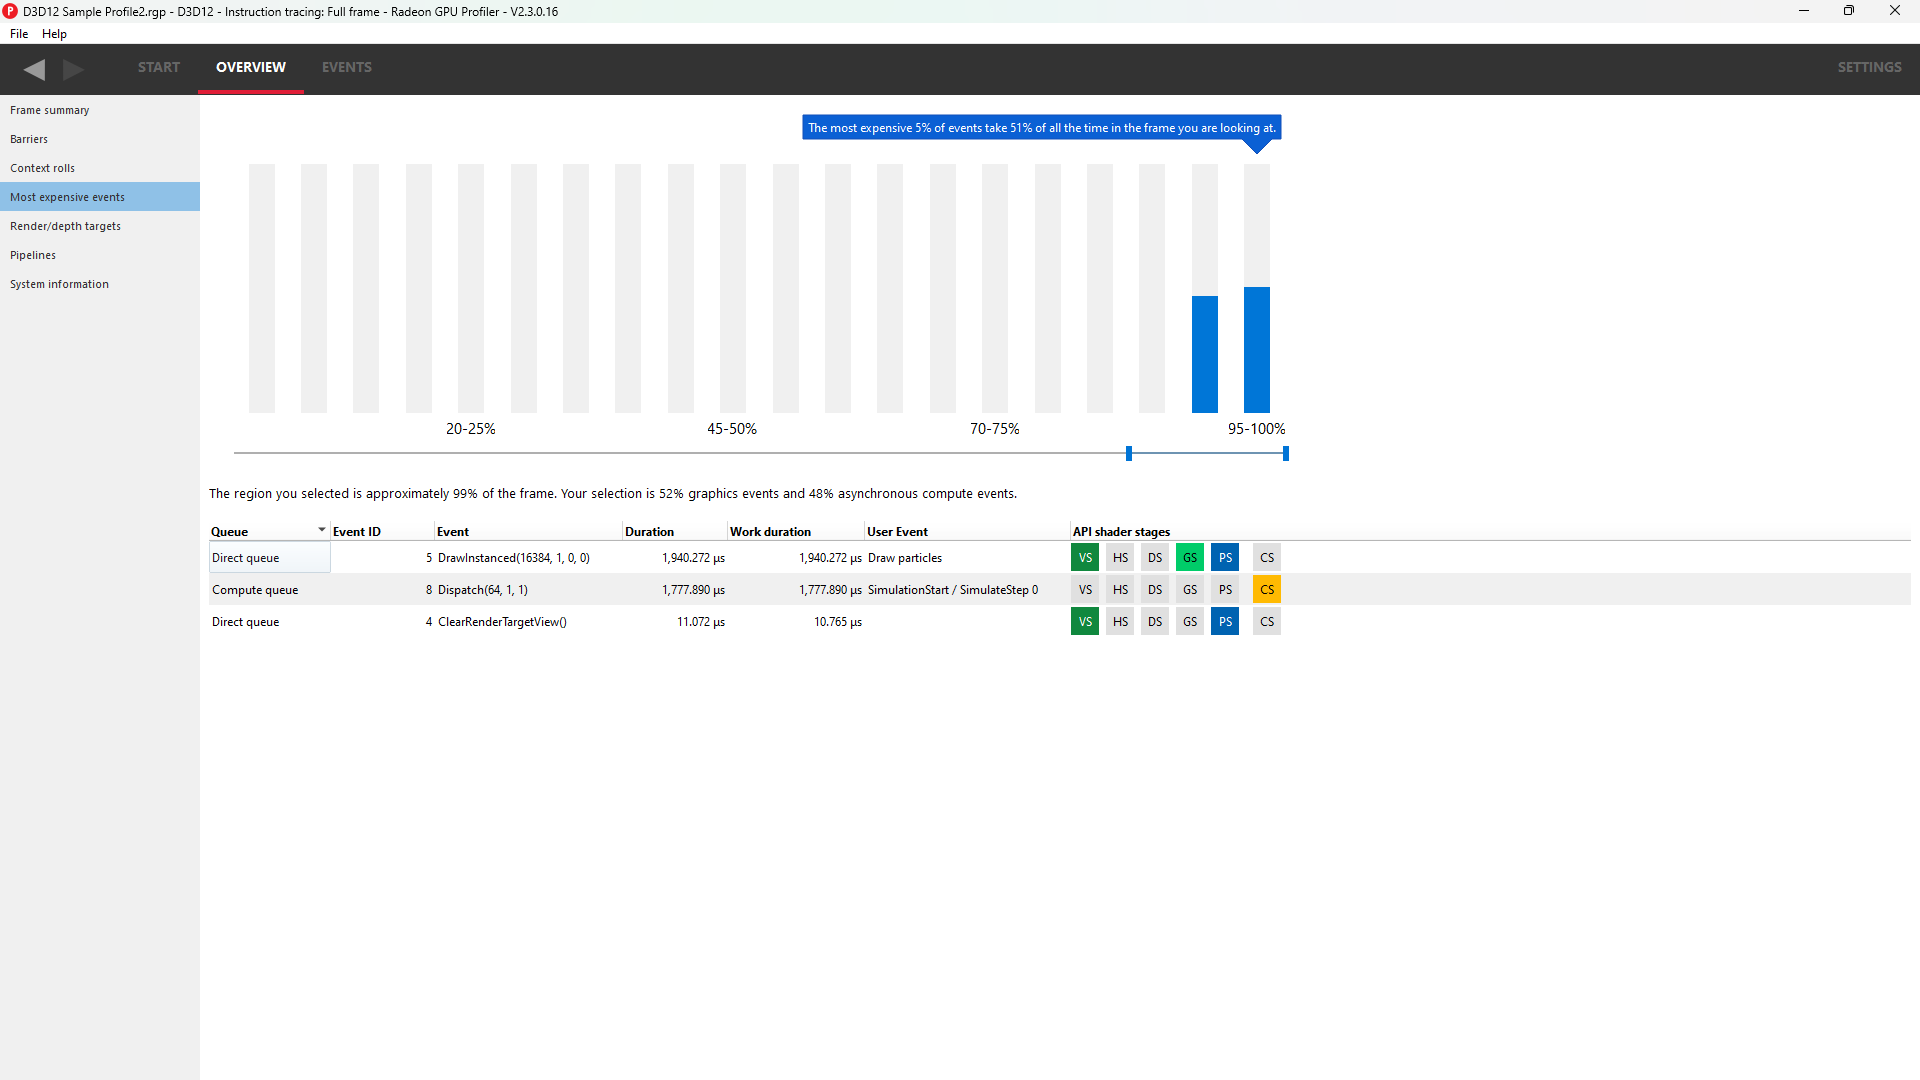 D3D12 Sample Profile2.rgp - D3D12 - Instruction tracing: Full frame - Radeon GPU Profiler - V2.3.0.16
File Help
START OVERVIEW EVENTS SETTINGS
Frame summary
Barriers
Context rolls
Most expensive events
Render/depth targets
Pipelines
System information
The most expensive 5% of events take 51% of all the time in the frame you are looking at.
20-25% 45-50% 70-75% 95-100%
The region you selected is approximately 99% of the frame. Your selection is 52% graphics events and 48% asynchronous compute events.
Queue Event ID Event Duration Work duration User Event API shader stages
Direct queue 5 DrawInstanced(16384, 1, 0, 0) 1,940.272 µs 1,940.272 µs Draw particles VS HS DS GS PS CS
Compute queue 8 Dispatch(64, 1, 1) 1,777.890 µs 1,777.890 µs SimulationStart / SimulateStep 0 VS HS DS GS PS CS
Direct queue 4 ClearRenderTargetView() 11.072 µs 10.765 µs VS HS DS GS PS CS